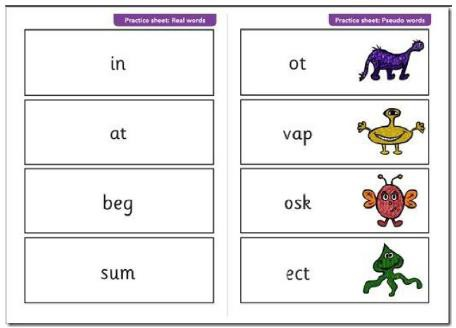 Practice sheet: Real words
in
at
beg
sum
Practice sheet: Pseudo words
ot
vap
osk
ect